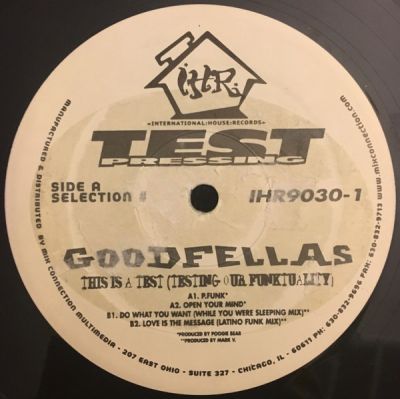 I.H.R.
=INTERNATIONAL:HOUSE:RECORDS=
TEST
PRESSING
SIDE A
SELECTION #
IHR9030-1
GOODFELLAS
THIS IS A TEST (TESTING OUR FUNKTUALITY)
A1. P.FUNK*
A2. OPEN YOUR MIND*
B1. DO WHAT YOU WANT (WHILE YOU WERE SLEEPING MIX)**
B2. LOVE IS THE MESSAGE (LATINO FUNK MIX)**
*PRODUCED BY POOGIE BEAR
**PRODUCED BY MARK V.
MANUFACTURED & DISTRIBUTED BY MIX CONNECTION MULTIMEDIA - 207 EAST OHIO - SUITE 327 - CHICAGO, IL - 60611 PH: 630-832-9696 FAX: 630-832-9713 www.mixconnection.com